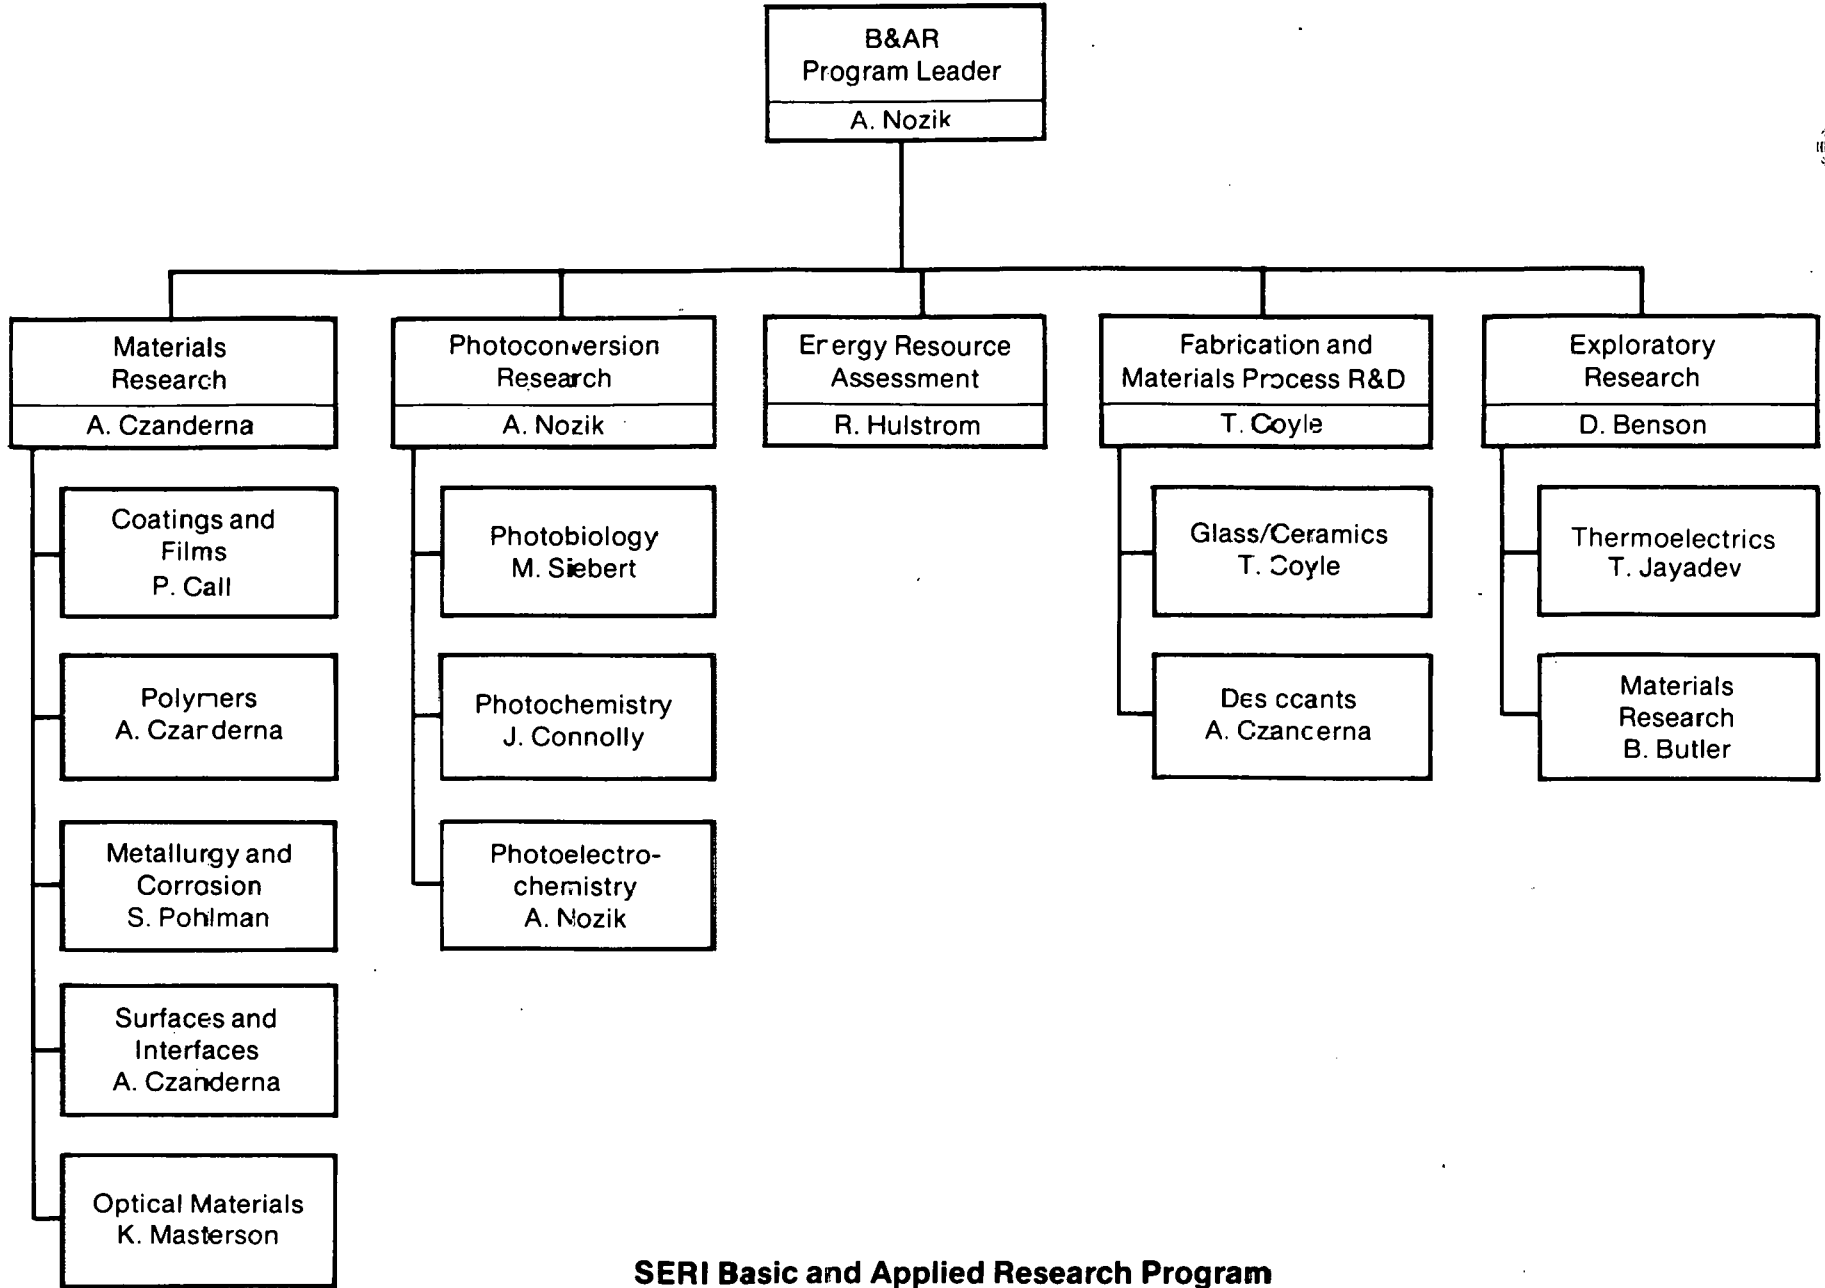 B&AR
Program Leader
A. Nozik
Materials
Research
A. Czanderna
Coatings and
Films
P. Call
Polymers
A. Czanderna
Metallurgy and
Corrosion
S. Pohlman
Surfaces and
Interfaces
A. Czanderna
Optical Materials
K. Masterson
Photoconversion
Research
A. Nozik
Photobiology
M. Siebert
Photochemistry
J. Connolly
Photoelectro-
chemistry
A. Nozik
Energy Resource
Assessment
R. Hulstrom
Fabrication and
Materials Process R&D
T. Coyle
Glass/Ceramics
T. Coyle
Des ccants
A. Czancerna
Exploratory
Research
D. Benson
Thermoelectrics
T. Jayadev
Materials
Research
B. Butler
SERI Basic and Applied Research Program